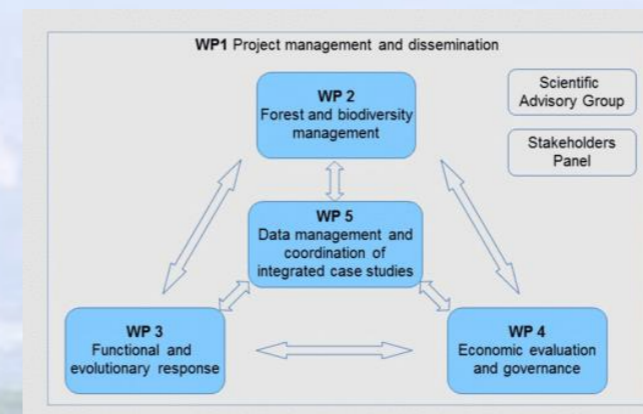 WP1 Project management and dissemination
WP 2
Forest and biodiversity
management
Scientific
Advisory Group
Stakeholders
Panel
WP 5
Data management and
coordination of
integrated case studies
WP 3
Functional and
evolutionary response
WP 4
Economic evaluation
and governance